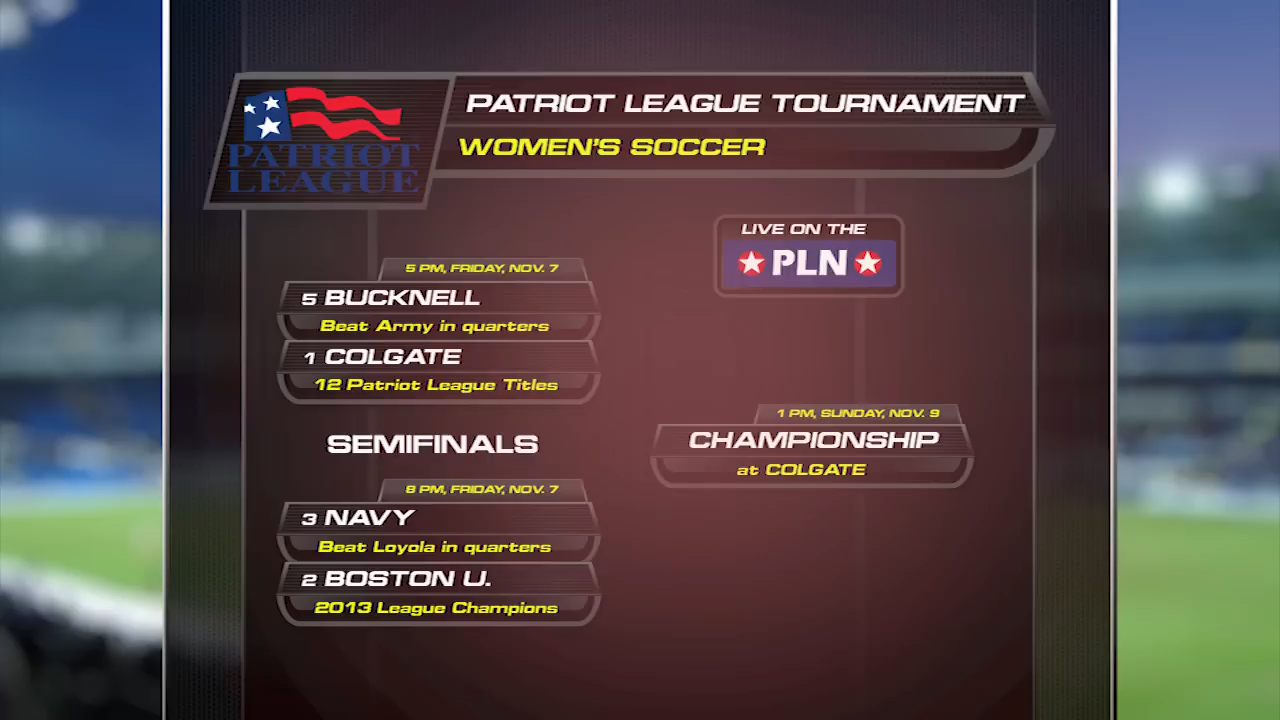 PATRIOT LEAGUE
PATRIOT LEAGUE TOURNAMENT
WOMEN'S SOCCER
LIVE ON THE
PLN
5 PM, FRIDAY, NOV. 7
5 BUCKNELL
Beat Army in quarters
1 COLGATE
12 Patriot League Titles
SEMIFINALS
1 PM, SUNDAY, NOV. 9
CHAMPIONSHIP
at COLGATE
8 PM, FRIDAY, NOV. 7
3 NAVY
Beat Loyola in quarters
2 BOSTON U.
2013 League Champions